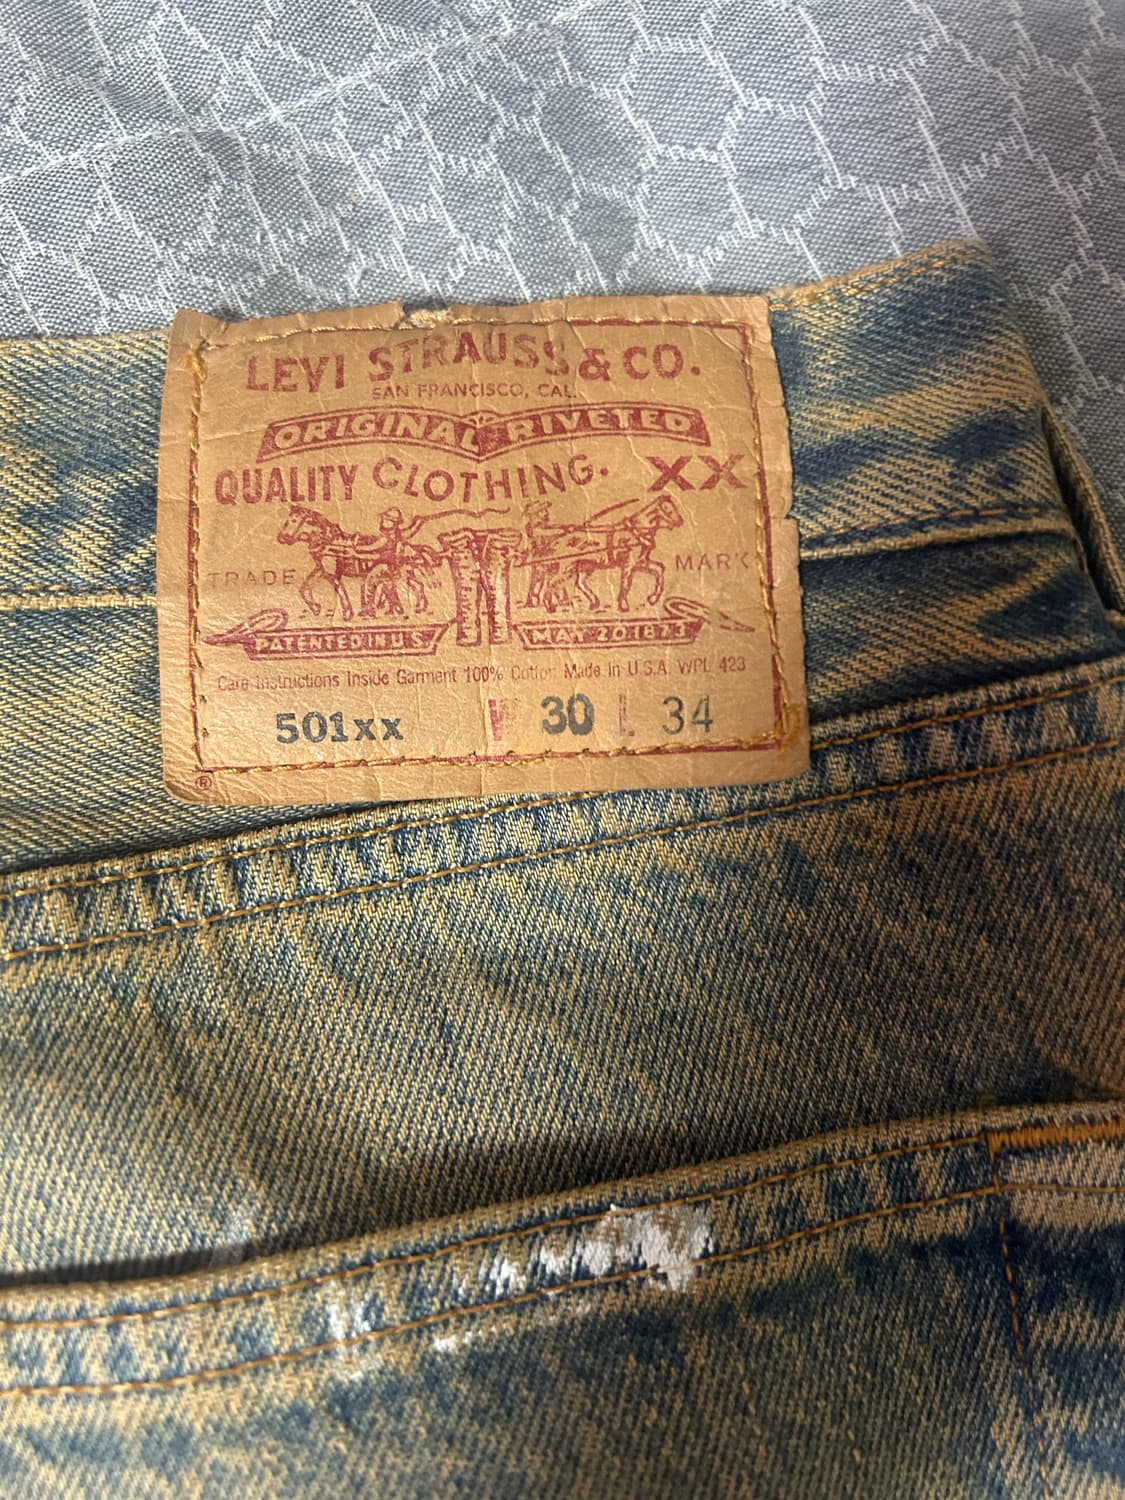 LEVI STRAUSS & CO.
SAN FRANCISCO, CAL.
ORIGINAL RIVETED
QUALITY CLOTHING. XX
TRADE MARK
PATENTED IN U S MAY 20 1873
Care Instructions Inside Garment 100% Cotton Made in U.S.A. WPL 423
501xx W 30 L 34
®